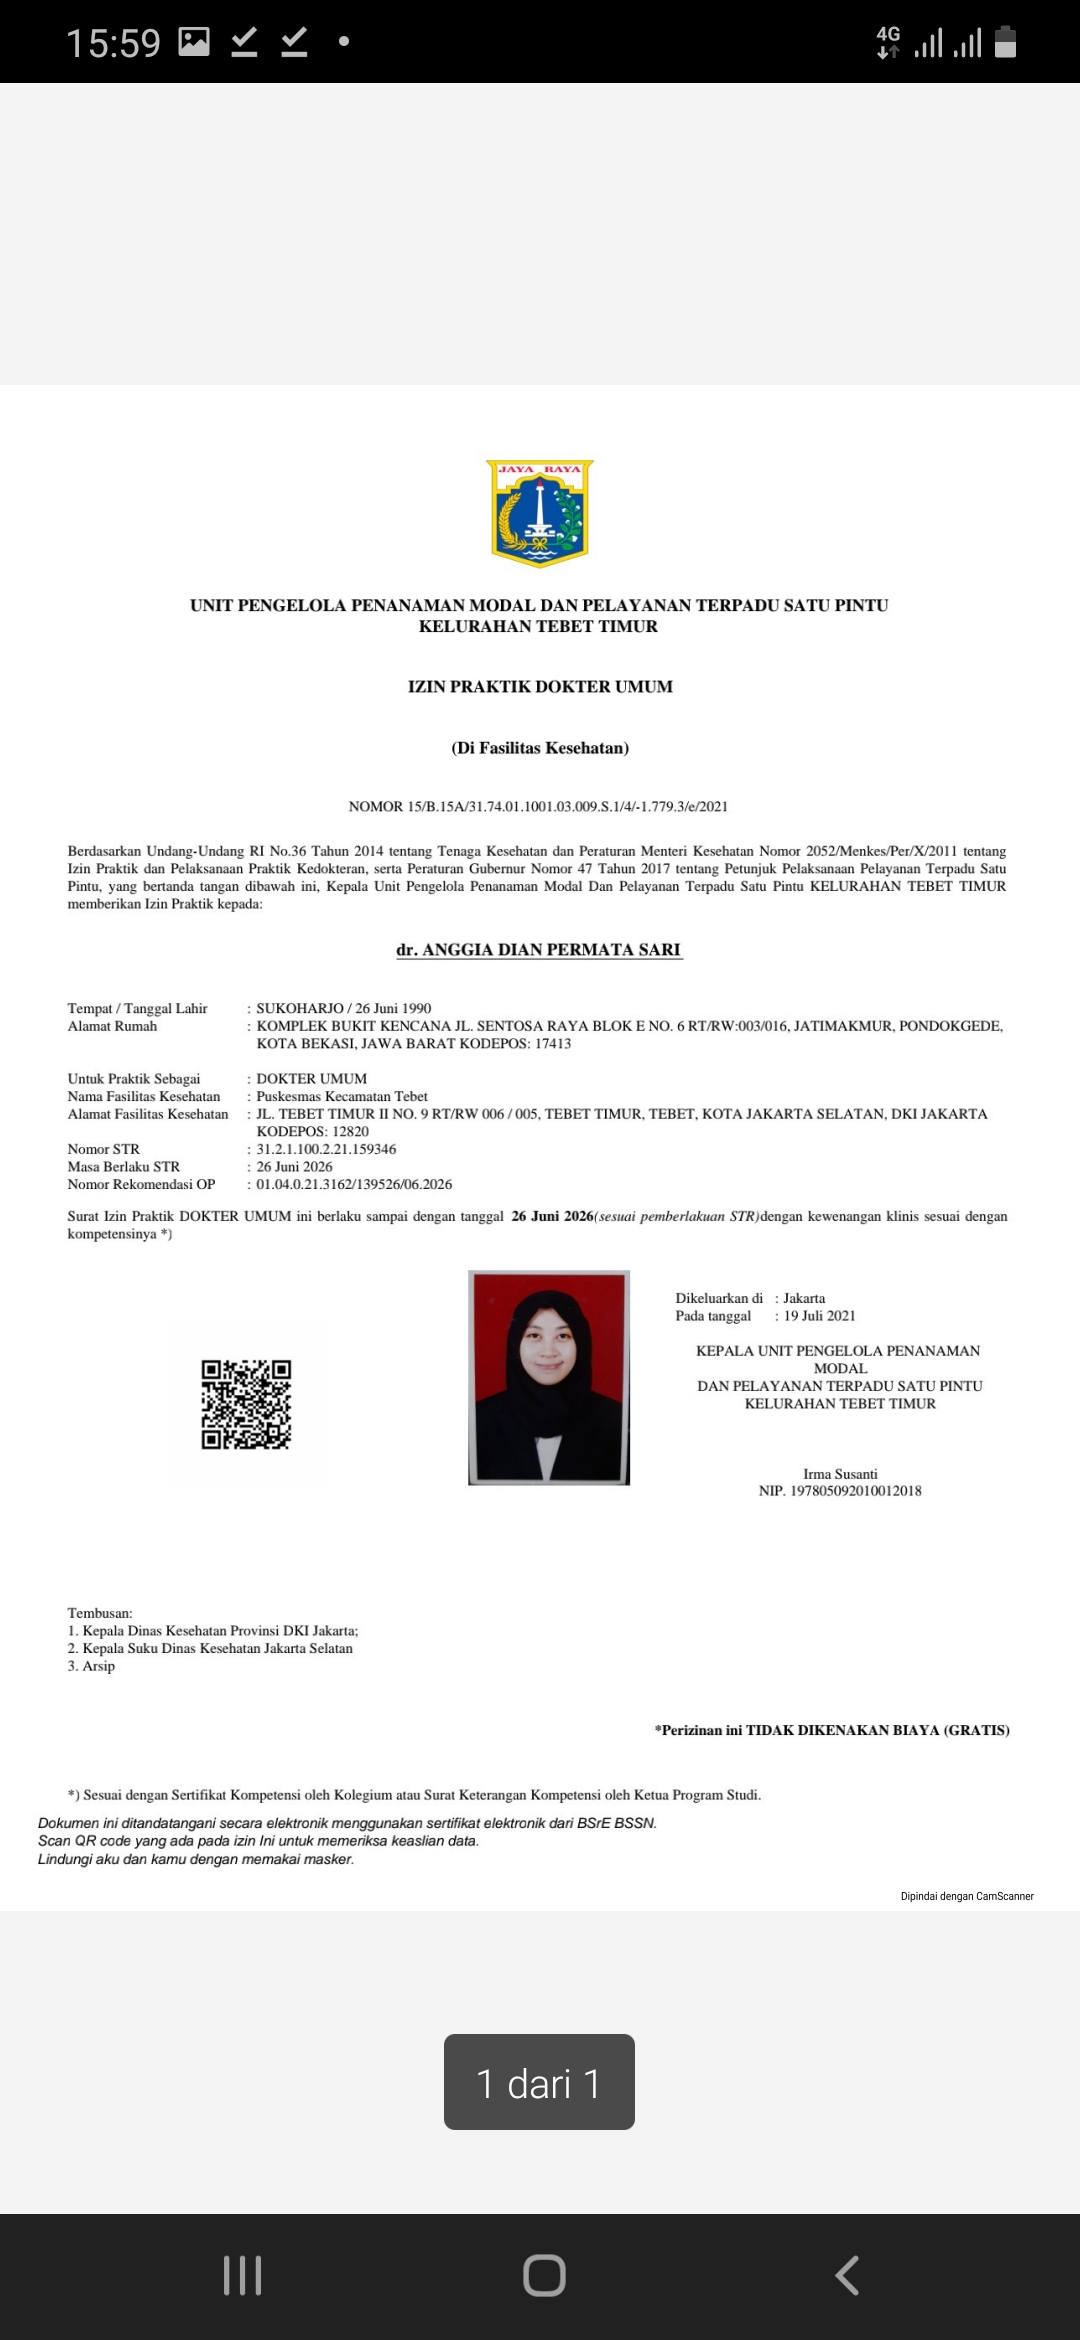 15:59
4G
JAYA RAYA
UNIT PENGELOLA PENANAMAN MODAL DAN PELAYANAN TERPADU SATU PINTU
KELURAHAN TEBET TIMUR
IZIN PRAKTIK DOKTER UMUM
(Di Fasilitas Kesehatan)
NOMOR 15/B.15A/31.74.01.1001.03.009.S.1/4/-1.779.3/e/2021
Berdasarkan Undang-Undang RI No.36 Tahun 2014 tentang Tenaga Kesehatan dan Peraturan Menteri Kesehatan Nomor 2052/Menkes/Per/X/2011 tentang
Izin Praktik dan Pelaksanaan Praktik Kedokteran, serta Peraturan Gubernur Nomor 47 Tahun 2017 tentang Petunjuk Pelaksanaan Pelayanan Terpadu Satu
Pintu, yang bertanda tangan dibawah ini, Kepala Unit Pengelola Penanaman Modal Dan Pelayanan Terpadu Satu Pintu KELURAHAN TEBET TIMUR
memberikan Izin Praktik kepada:
dr. ANGGIA DIAN PERMATA SARI
Tempat / Tanggal Lahir : SUKOHARJO / 26 Juni 1990
Alamat Rumah : KOMPLEK BUKIT KENCANA JL. SENTOSA RAYA BLOK E NO. 6 RT/RW:003/016, JATIMAKMUR, PONDOKGEDE,
KOTA BEKASI, JAWA BARAT KODEPOS: 17413
Untuk Praktik Sebagai : DOKTER UMUM
Nama Fasilitas Kesehatan : Puskesmas Kecamatan Tebet
Alamat Fasilitas Kesehatan : JL. TEBET TIMUR II NO. 9 RT/RW 006 / 005, TEBET TIMUR, TEBET, KOTA JAKARTA SELATAN, DKI JAKARTA
KODEPOS: 12820
Nomor STR : 31.2.1.100.2.21.159346
Masa Berlaku STR : 26 Juni 2026
Nomor Rekomendasi OP : 01.04.0.21.3162/139526/06.2026
Surat Izin Praktik DOKTER UMUM ini berlaku sampai dengan tanggal 26 Juni 2026(sesuai pemberlakuan STR)dengan kewenangan klinis sesuai dengan
kompetensinya *)
Dikeluarkan di : Jakarta
Pada tanggal : 19 Juli 2021
KEPALA UNIT PENGELOLA PENANAMAN
MODAL
DAN PELAYANAN TERPADU SATU PINTU
KELURAHAN TEBET TIMUR
Irma Susanti
NIP. 197805092010012018
Tembusan:
1. Kepala Dinas Kesehatan Provinsi DKI Jakarta;
2. Kepala Suku Dinas Kesehatan Jakarta Selatan
3. Arsip
*Perizinan ini TIDAK DIKENAKAN BIAYA (GRATIS)
*) Sesuai dengan Sertifikat Kompetensi oleh Kolegium atau Surat Keterangan Kompetensi oleh Ketua Program Studi.
Dokumen ini ditandatangani secara elektronik menggunakan sertifikat elektronik dari BSrE BSSN.
Scan QR code yang ada pada izin Ini untuk memeriksa keaslian data.
Lindungi aku dan kamu dengan memakai masker.
Dipindai dengan CamScanner
1 dari 1